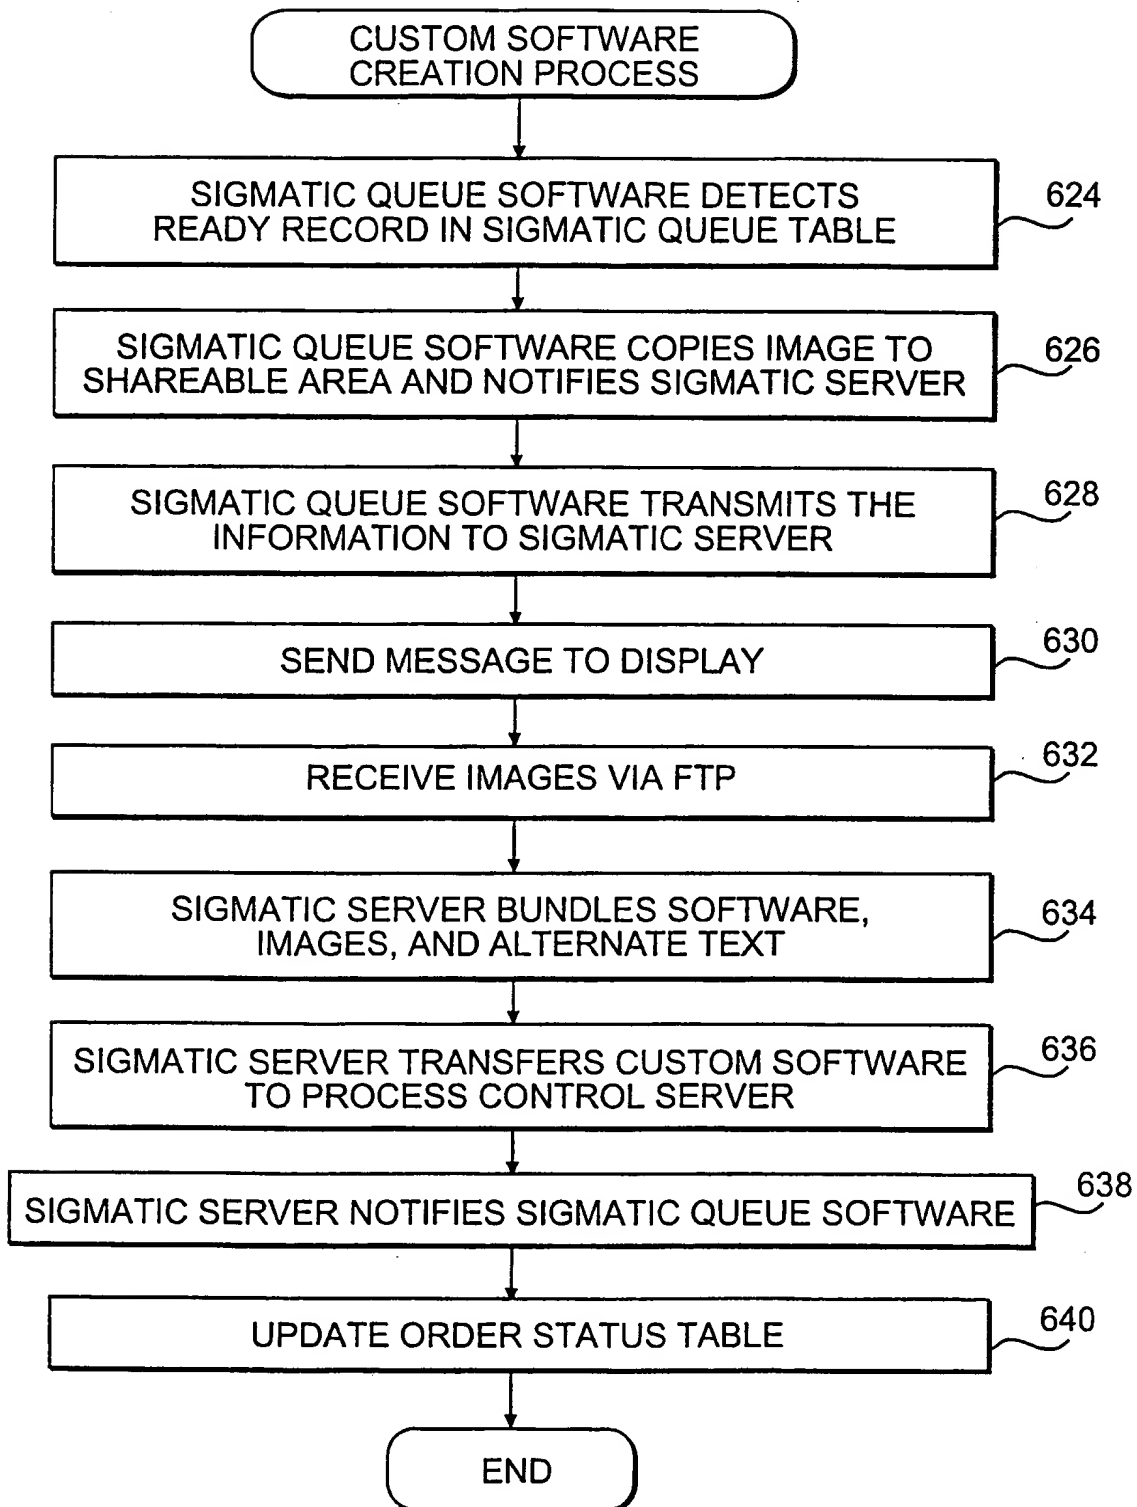 CUSTOM SOFTWARE
CREATION PROCESS
SIGMATIC QUEUE SOFTWARE DETECTS
READY RECORD IN SIGMATIC QUEUE TABLE
624
SIGMATIC QUEUE SOFTWARE COPIES IMAGE TO
SHAREABLE AREA AND NOTIFIES SIGMATIC SERVER
626
SIGMATIC QUEUE SOFTWARE TRANSMITS THE
INFORMATION TO SIGMATIC SERVER
628
SEND MESSAGE TO DISPLAY
630
RECEIVE IMAGES VIA FTP
632
SIGMATIC SERVER BUNDLES SOFTWARE,
IMAGES, AND ALTERNATE TEXT
634
SIGMATIC SERVER TRANSFERS CUSTOM SOFTWARE
TO PROCESS CONTROL SERVER
636
SIGMATIC SERVER NOTIFIES SIGMATIC QUEUE SOFTWARE
638
UPDATE ORDER STATUS TABLE
640
END